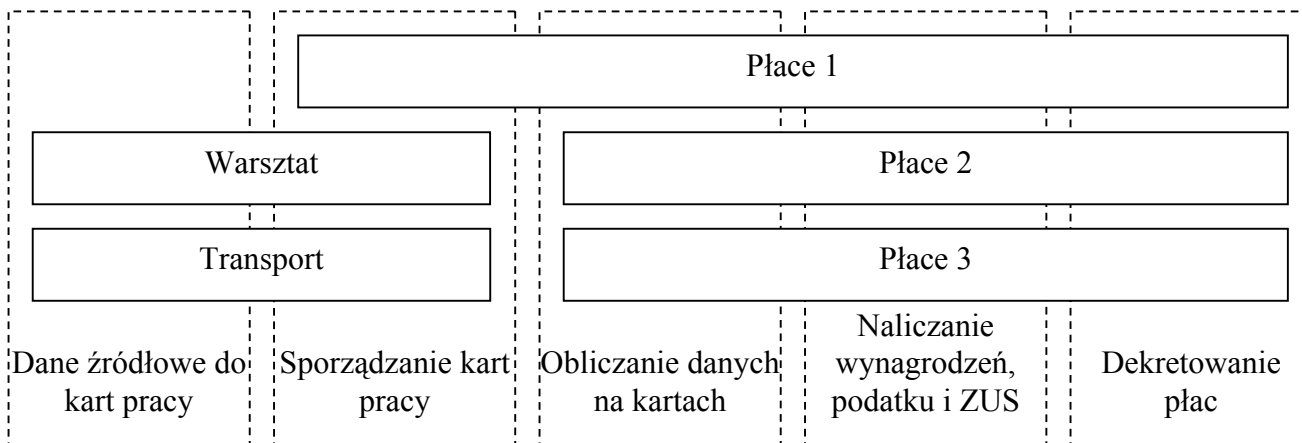 Płace 1
Warsztat
Płace 2
Transport
Płace 3
Dane źródłowe do
kart pracy
Sporządzanie kart
pracy
Obliczanie danych
na kartach
Naliczanie
wynagrodzeń,
podatku i ZUS
Dekretowanie
płac